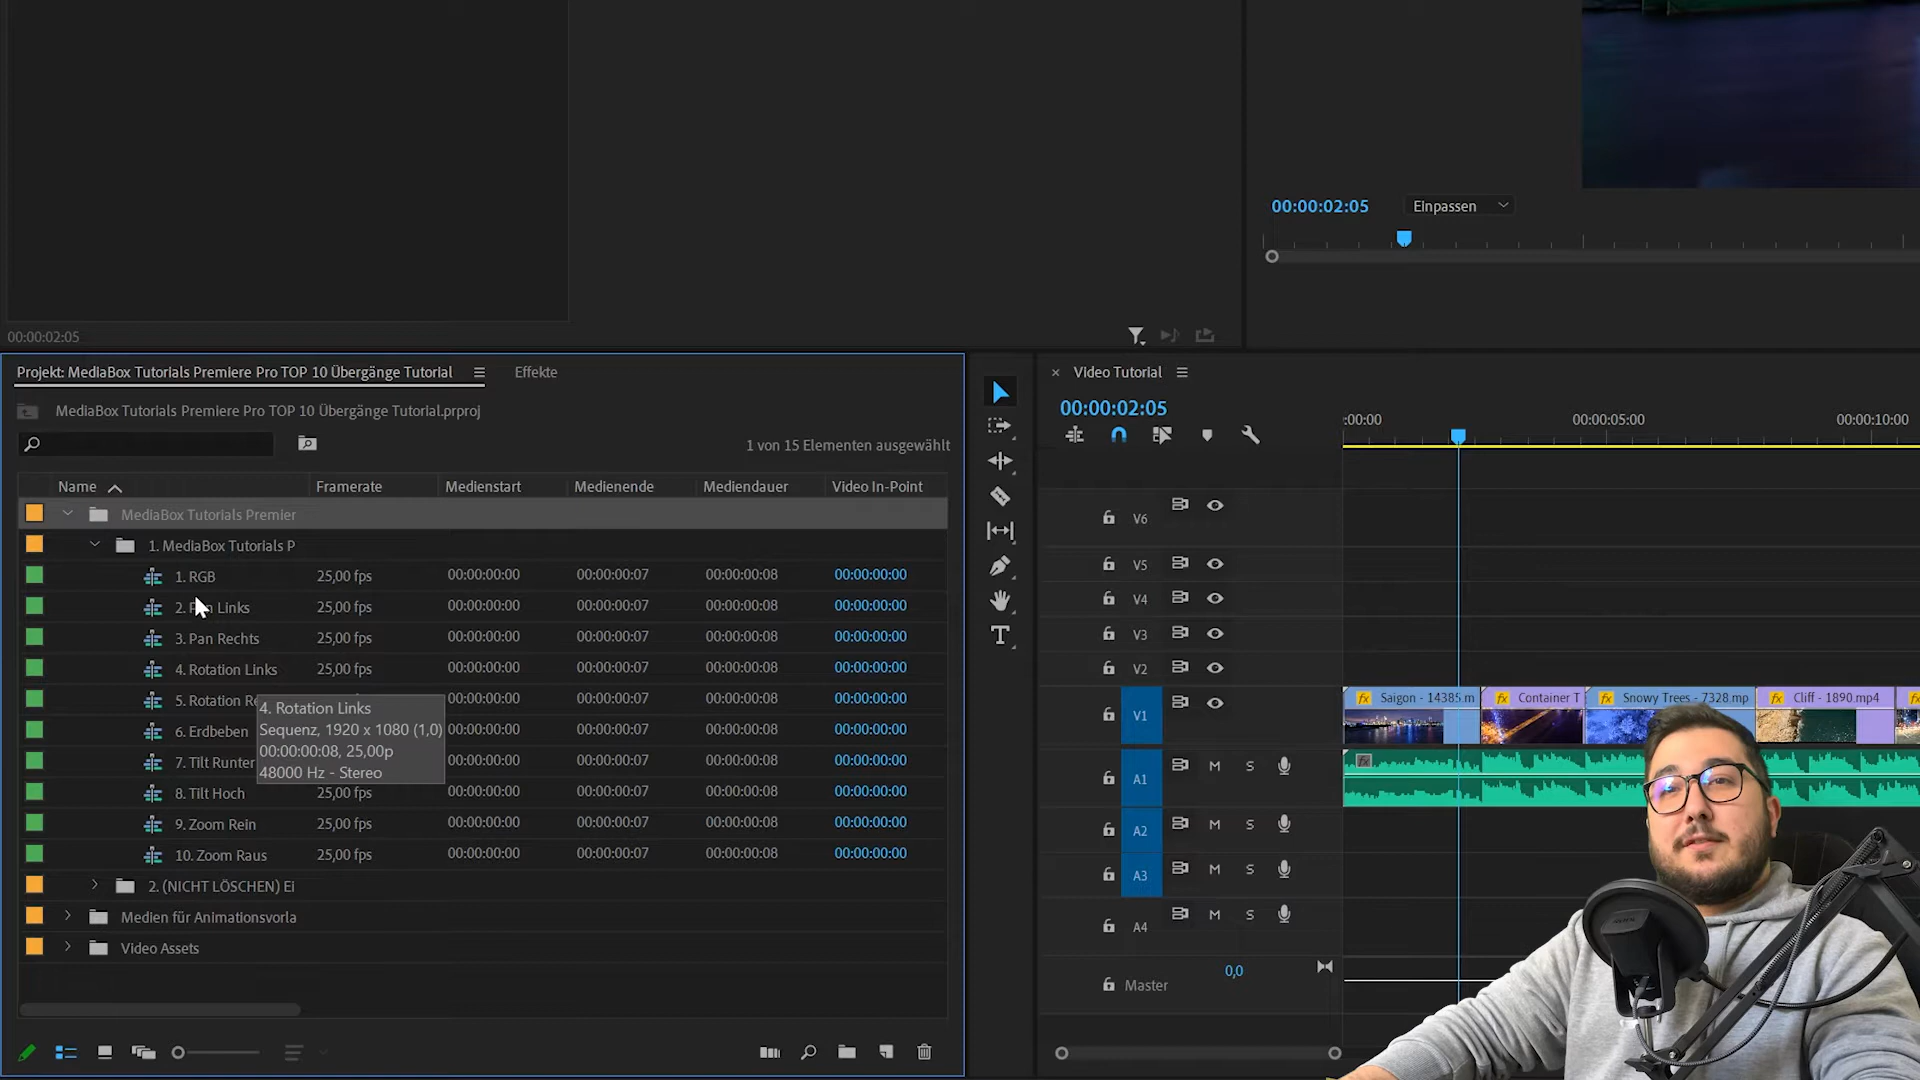 00:00:02:05
Einpassen
00:00:02:05
Projekt: MediaBox Tutorials Premiere Pro TOP 10 Übergänge Tutorial
Effekte
MediaBox Tutorials Premiere Pro TOP 10 Übergänge Tutorial.prproj
1 von 15 Elementen ausgewählt
Name Framerate Medienstart Medienende Mediendauer Video In-Point
MediaBox Tutorials Premier
1. MediaBox Tutorials P
1. RGB 25,00 fps 00:00:00:00 00:00:00:07 00:00:00:08 00:00:00:00
2. Pan Links 25,00 fps 00:00:00:00 00:00:00:07 00:00:00:08 00:00:00:00
3. Pan Rechts 25,00 fps 00:00:00:00 00:00:00:07 00:00:00:08 00:00:00:00
4. Rotation Links 25,00 fps 00:00:00:00 00:00:00:07 00:00:00:08 00:00:00:00
5. Rotation Re 00:00:00:00 00:00:00:07 00:00:00:08 00:00:00:00
6. Erdbeben 00:00:00:00 00:00:00:07 00:00:00:08 00:00:00:00
7. Tilt Runter 00:00:00:00 00:00:00:07 00:00:00:08 00:00:00:00
8. Tilt Hoch 25,00 fps 00:00:00:00 00:00:00:07 00:00:00:08 00:00:00:00
9. Zoom Rein 25,00 fps 00:00:00:00 00:00:00:07 00:00:00:08 00:00:00:00
10. Zoom Raus 25,00 fps 00:00:00:00 00:00:00:07 00:00:00:08 00:00:00:00
4. Rotation Links
Sequenz, 1920 x 1080 (1,0)
00:00:00:08, 25,00p
48000 Hz - Stereo
2. (NICHT LÖSCHEN) Ei
Medien für Animationsvorla
Video Assets
Video Tutorial
00:00:02:05
:00:00 00:00:05:00 00:00:10:00
V6
V5
V4
V3
V2
V1
fx Saigon - 14385.m fx Container T fx Snowy Trees - 7328.mp fx Cliff - 1890.mp4
A1 M S
A2 M S
A3 M S
A4 M S
Master 0,0